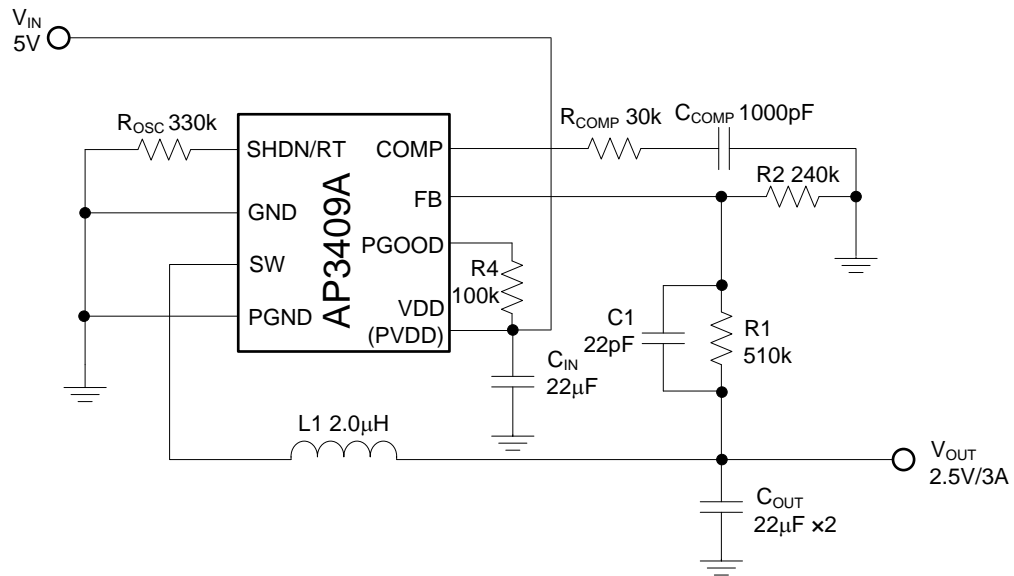 V_IN
5V
R_OSC 330k
R_COMP 30k
C_COMP 1000pF
SHDN/RT
COMP
R2 240k
FB
GND
AP3409A
PGOOD
SW
R4
100k
VDD
(PVDD)
PGND
C1
22pF
R1
510k
C_IN
22µF
L1 2.0µH
V_OUT
2.5V/3A
C_OUT
22µF ×2